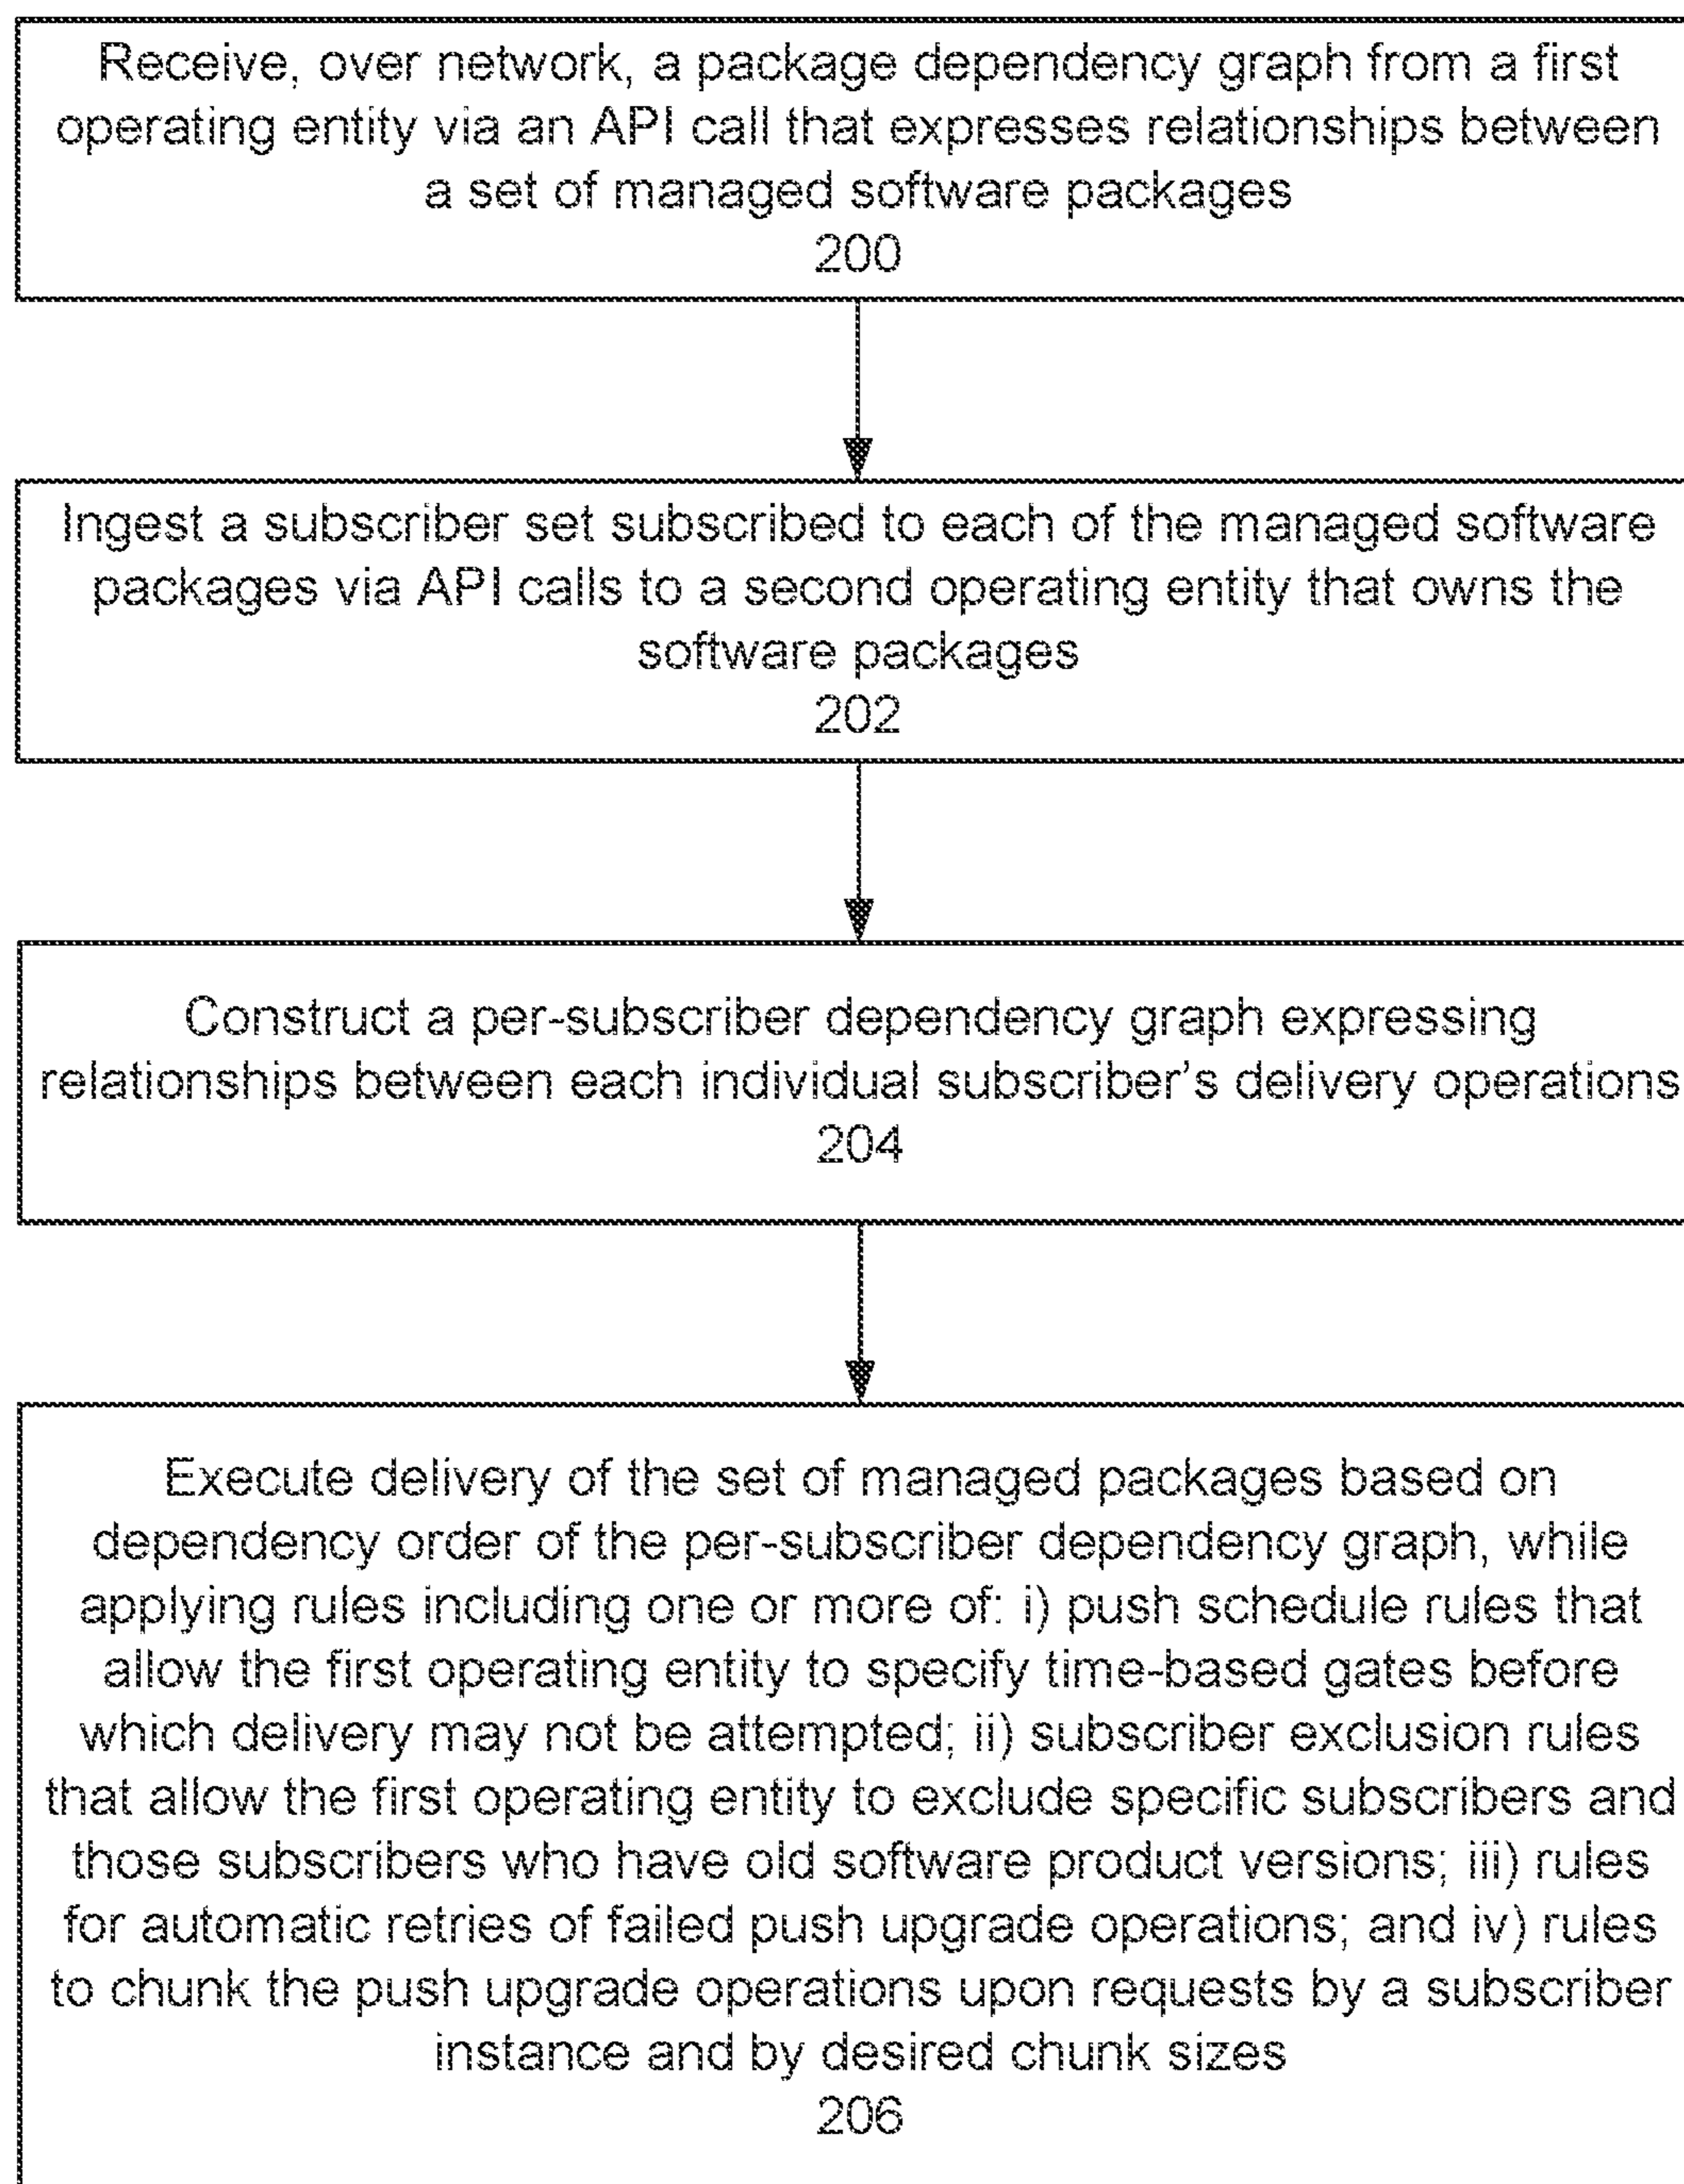 Receive, over network, a package dependency graph from a first
operating entity via an API call that expresses relationships between
a set of managed software packages
200
Ingest a subscriber set subscribed to each of the managed software
packages via API calls to a second operating entity that owns the
software packages
202
Construct a per-subscriber dependency graph expressing
relationships between each individual subscriber's delivery operations
204
Execute delivery of the set of managed packages based on
dependency order of the per-subscriber dependency graph, while
applying rules including one or more of: i) push schedule rules that
allow the first operating entity to specify time-based gates before
which delivery may not be attempted; ii) subscriber exclusion rules
that allow the first operating entity to exclude specific subscribers and
those subscribers who have old software product versions; iii) rules
for automatic retries of failed push upgrade operations; and iv) rules
to chunk the push upgrade operations upon requests by a subscriber
instance and by desired chunk sizes
206